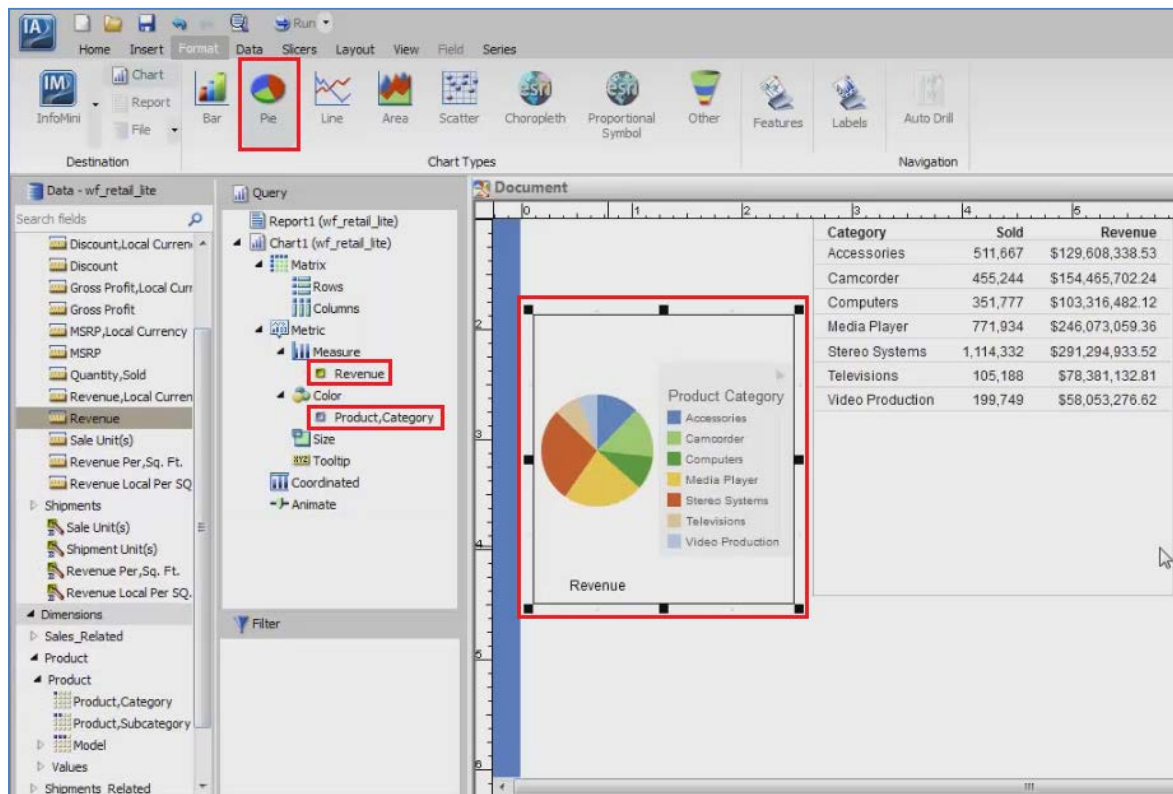 IA
Run
Home Insert Format Data Slicers Layout View Field Series
IM
InfoMini
Chart
Report
File
Bar
Pie
Line
Area
Scatter
esri
Choropleth
esri
Proportional
Symbol
Other
Features
Labels
Auto Drill
Destination
Chart Types
Navigation
Data - wf_retail_lite
Search fields
Discount,Local Curren
Discount
Gross Profit,Local Curr
Gross Profit
MSRP,Local Currency
MSRP
Quantity,Sold
Revenue,Local Curren
Revenue
Sale Unit(s)
Revenue Per,Sq. Ft.
Revenue Local Per SQ
Shipments
Sale Unit(s)
Shipment Unit(s)
Revenue Per,Sq. Ft.
Revenue Local Per SQ.
Dimensions
Sales_Related
Product
Product
Product,Category
Product,Subcategory
Model
Values
Shipments_Related
Query
Report1 (wf_retail_lite)
Chart1 (wf_retail_lite)
Matrix
Rows
Columns
Metric
Measure
Revenue
Color
Product,Category
Size
XYZ Tooltip
Coordinated
Animate
Filter
Document
0 1 2 3 4 5
2
3
4
5
6
Category Sold Revenue
Accessories 511,667 $129,608,338.53
Camcorder 455,244 $154,465,702.24
Computers 351,777 $103,316,482.12
Media Player 771,934 $246,073,059.36
Stereo Systems 1,114,332 $291,294,933.52
Televisions 105,188 $78,381,132.81
Video Production 199,749 $58,053,276.62
Product Category
Accessories
Camcorder
Computers
Media Player
Stereo Systems
Televisions
Video Production
Revenue